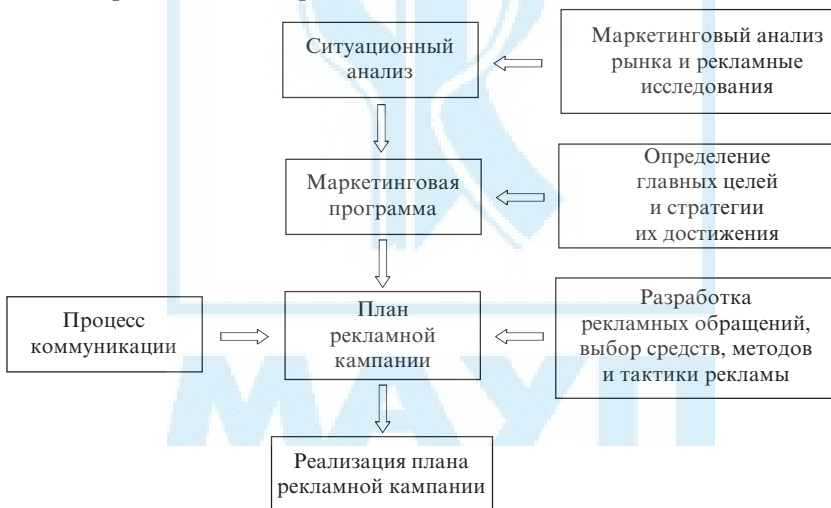 Ситуационный
анализ
Маркетинговый анализ
рынка и рекламные
исследования
Маркетинговая
программа
Определение
главных целей
и стратегии
их достижения
Процесс
коммуникации
План
рекламной
кампании
Разработка
рекламных обращений,
выбор средств, методов
и тактики рекламы
МАУП
Реализация плана
рекламной кампании